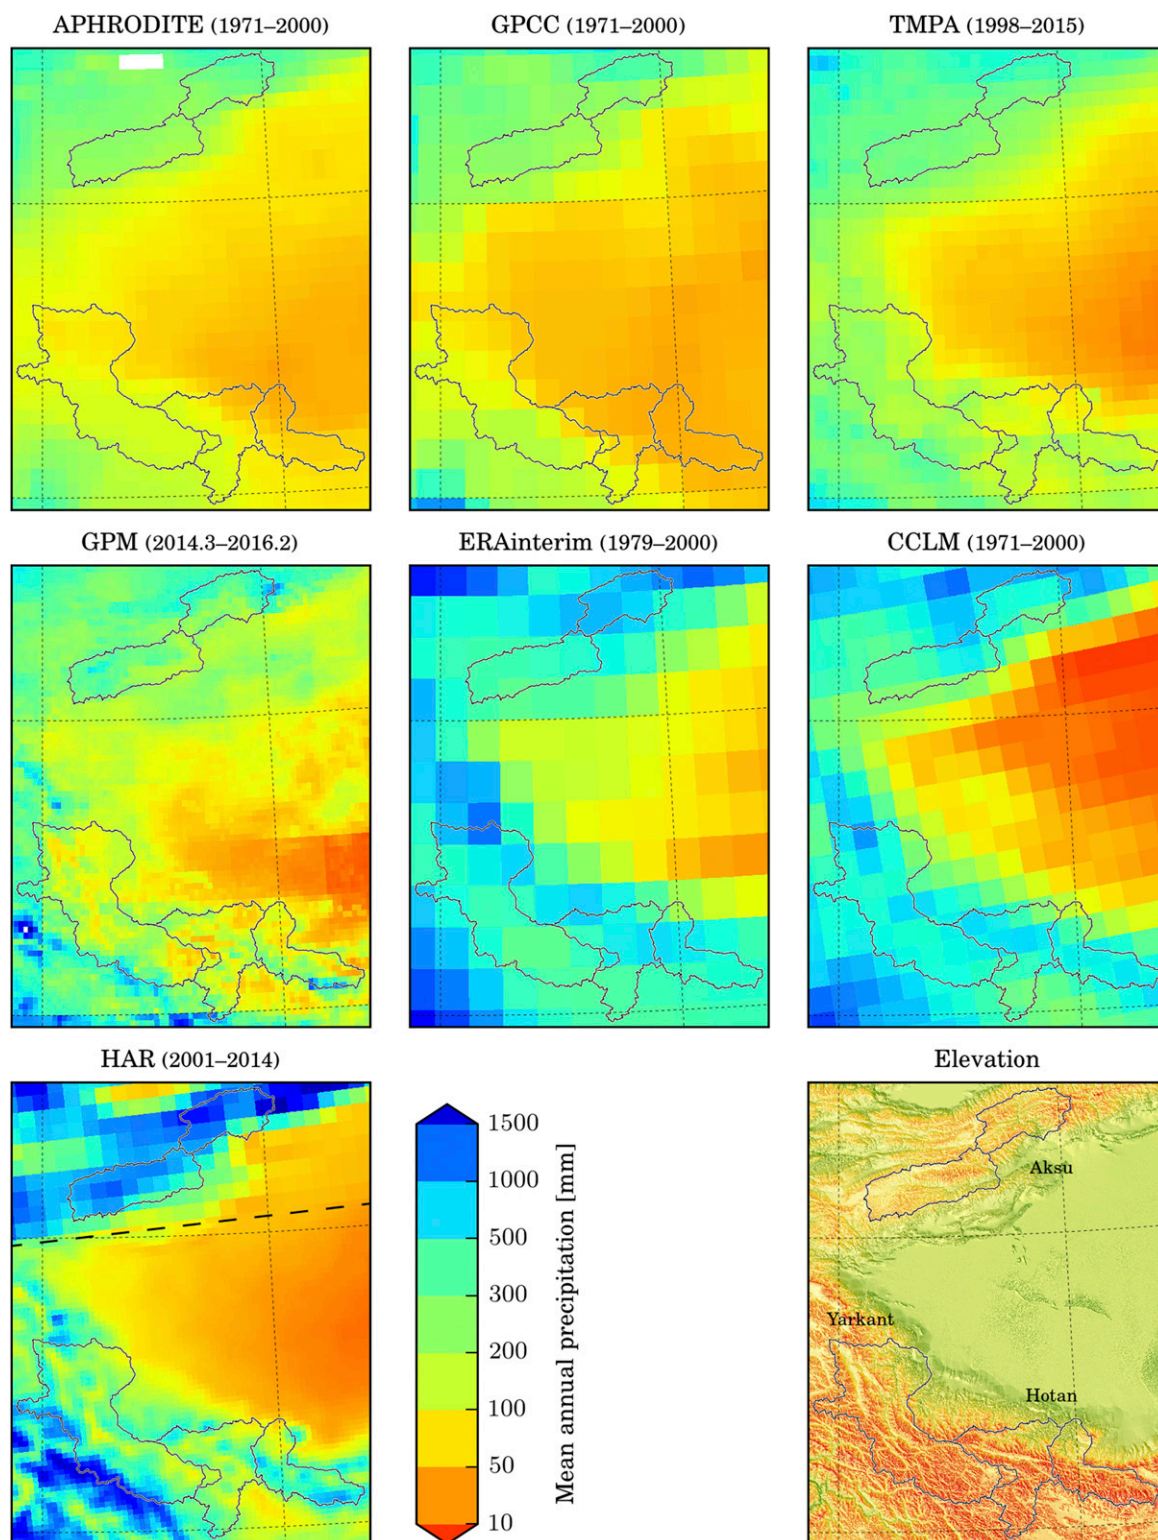 APHRODITE (1971–2000)
GPCC (1971–2000)
TMPA (1998–2015)
GPM (2014.3–2016.2)
ERAinterim (1979–2000)
CCLM (1971–2000)
HAR (2001–2014)
Elevation
1500
1000
500
300
200
100
50
10
Mean annual precipitation [mm]
Aksu
Yarkant
Hotan